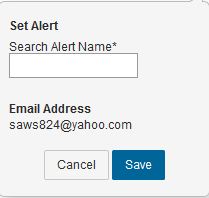 Set Alert
Search Alert Name*
Email Address
saws824@yahoo.com
Cancel Save